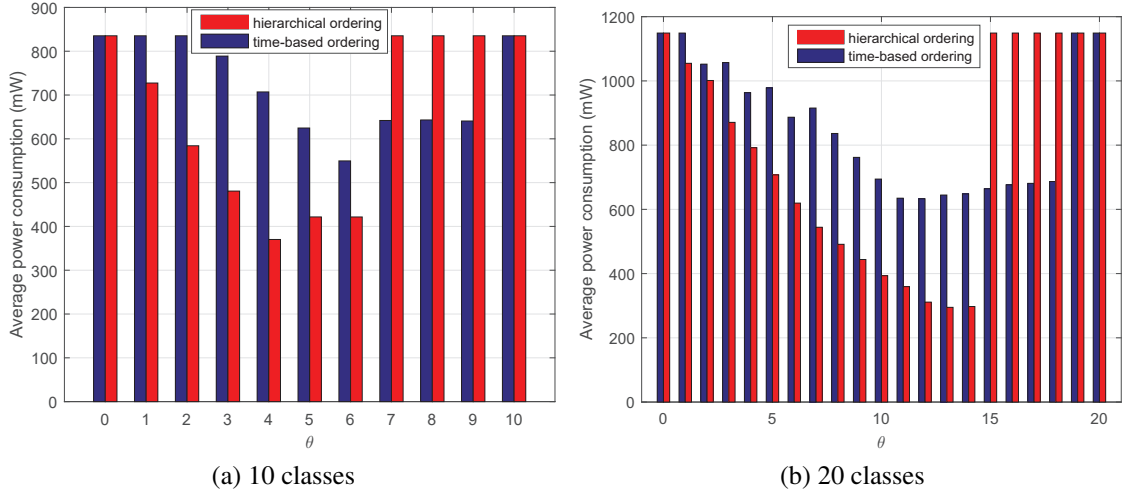 900
800
700
600
500
400
300
200
100
0
Average power consumption (mW)
hierarchical ordering
time-based ordering
0 1 2 3 4 5 6 7 8 9 10
θ
(a) 10 classes
1200
1000
800
600
400
200
0
Average power consumption (mW)
hierarchical ordering
time-based ordering
0 5 10 15 20
θ
(b) 20 classes